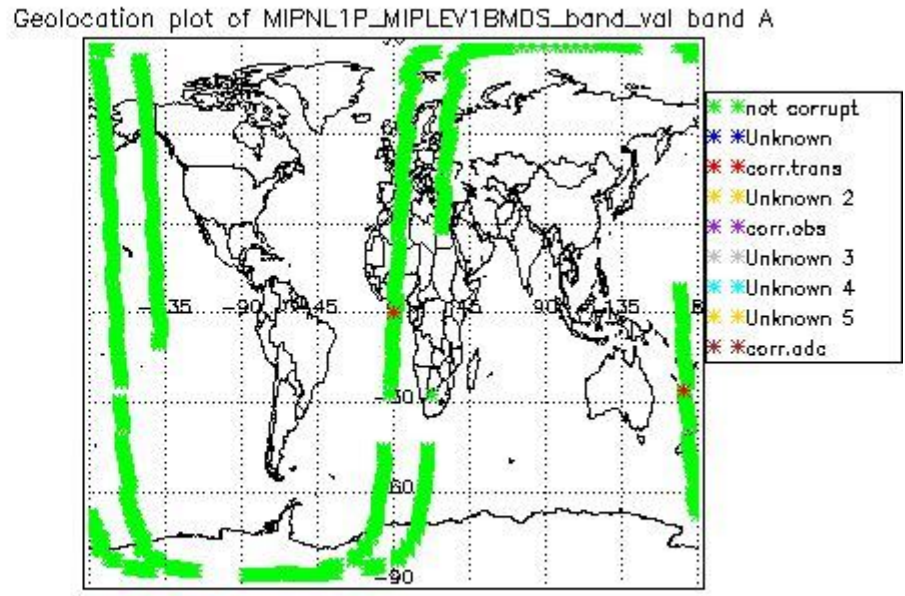 Geolocation plot of MIPNL1P_MIPLEV1BMDS_band_val band A
not corrupt
Unknown
corr.trans
Unknown 2
corr.obs
Unknown 3
Unknown 4
Unknown 5
corr.adc
-135 -90 45 45 90 135
-30
-60
-90